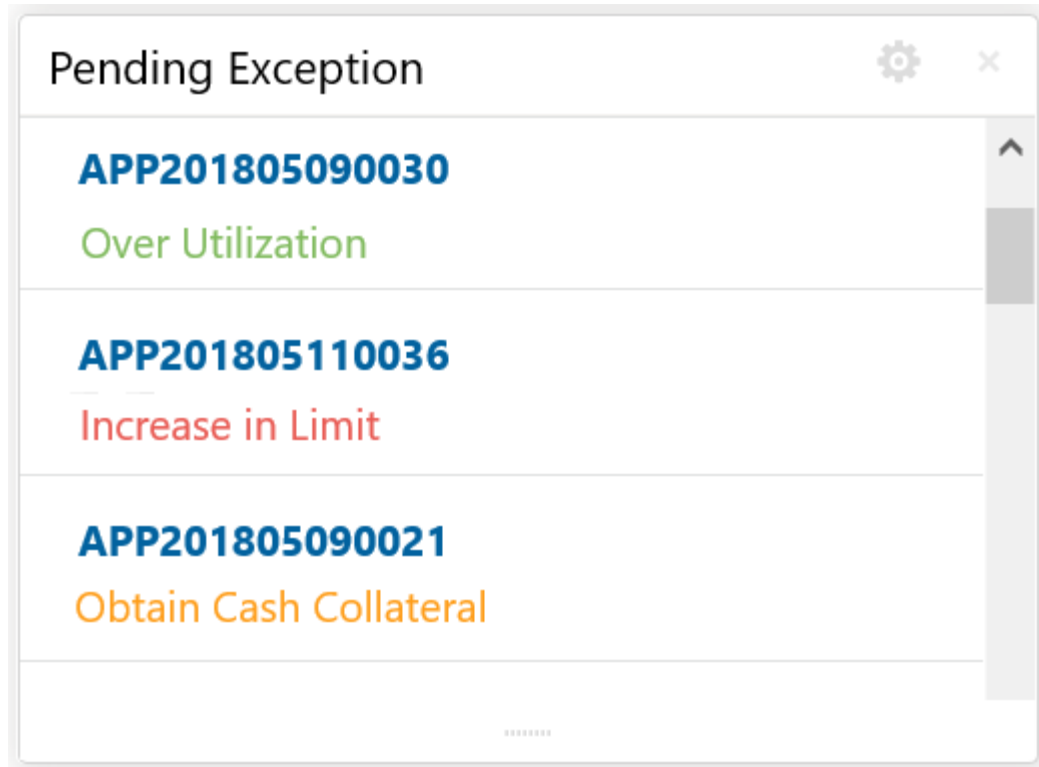 Pending Exception
APP201805090030
Over Utilization
APP201805110036
Increase in Limit
APP201805090021
Obtain Cash Collateral